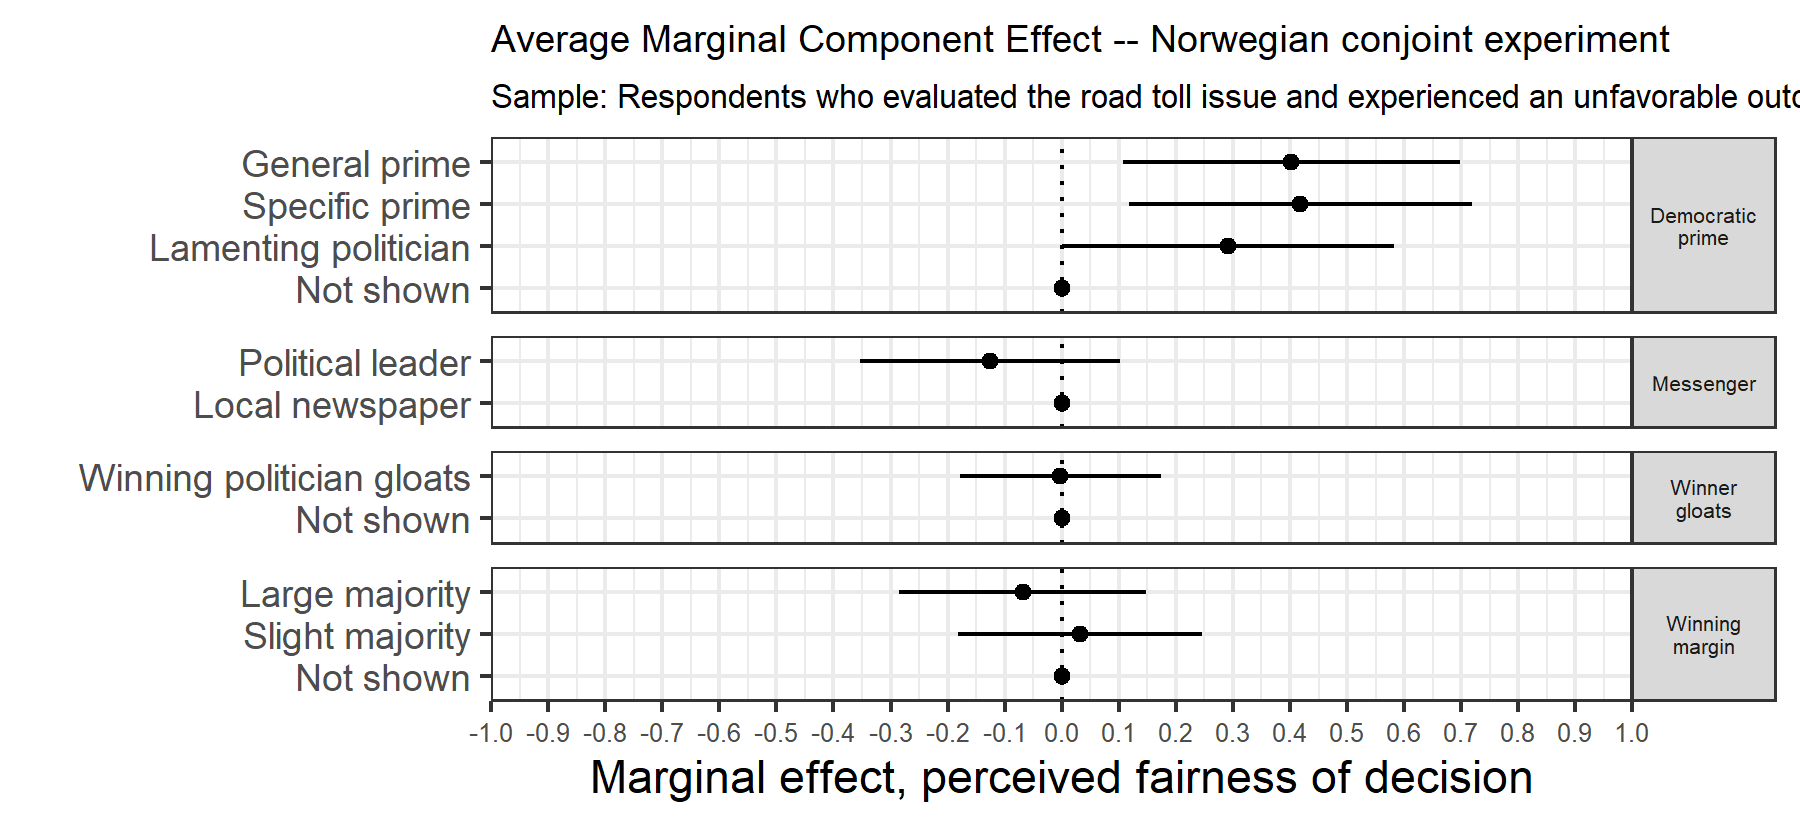 Average Marginal Component Effect -- Norwegian conjoint experiment
Sample: Respondents who evaluated the road toll issue and experienced an unfavorable
General prime
Specific prime
Lamenting politician
Not shown
Democratic
prime
Political leader
Local newspaper
Messenger
Winning politician gloats
Not shown
Winner
gloats
Large majority
Slight majority
Not shown
Winning
margin
-1.0 -0.9 -0.8 -0.7 -0.6 -0.5 -0.4 -0.3 -0.2 -0.1 0.0 0.1 0.2 0.3 0.4 0.5 0.6 0.7 0.8 0.9 1.0
Marginal effect, perceived fairness of decision